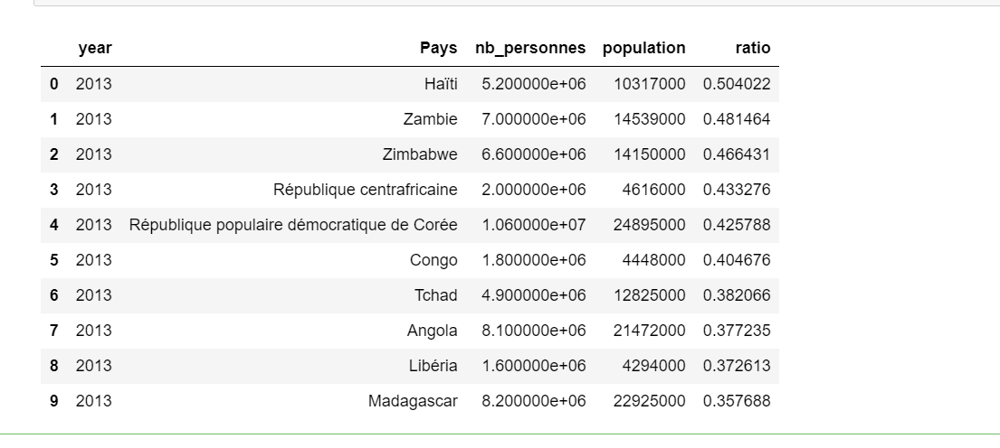 year Pays nb_personnes population ratio
0 2013 Haïti 5.200000e+06 10317000 0.504022
1 2013 Zambie 7.000000e+06 14539000 0.481464
2 2013 Zimbabwe 6.600000e+06 14150000 0.466431
3 2013 République centrafricaine 2.000000e+06 4616000 0.433276
4 2013 République populaire démocratique de Corée 1.060000e+07 24895000 0.425788
5 2013 Congo 1.800000e+06 4448000 0.404676
6 2013 Tchad 4.900000e+06 12825000 0.382066
7 2013 Angola 8.100000e+06 21472000 0.377235
8 2013 Libéria 1.600000e+06 4294000 0.372613
9 2013 Madagascar 8.200000e+06 22925000 0.357688